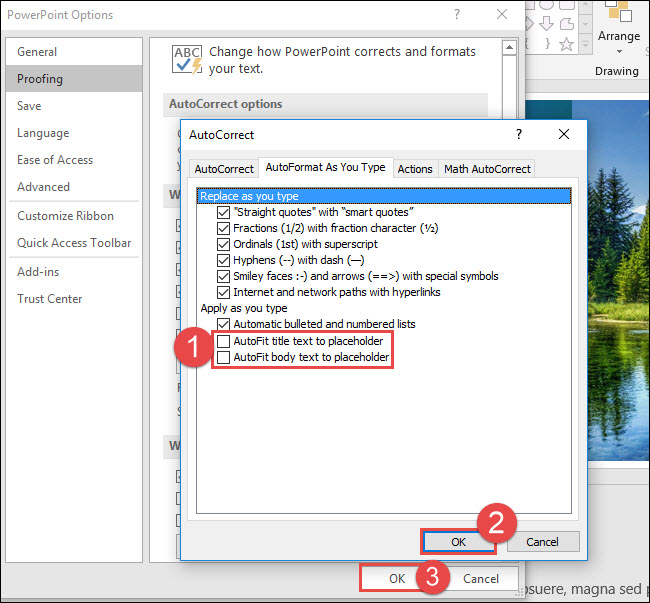 PowerPoint Options
?
General
Proofing
Save
Language
Ease of Access
Advanced
Customize Ribbon
Quick Access Toolbar
Add-ins
Trust Center
ABC
Change how PowerPoint corrects and formats
your text.
AutoCorrect options
Arrange
Drawing
AutoCorrect
?
AutoCorrect
AutoFormat As You Type
Actions
Math AutoCorrect
Replace as you type
"Straight quotes" with “smart quotes”
Fractions (1/2) with fraction character (½)
Ordinals (1st) with superscript
Hyphens (--) with dash (—)
Smiley faces :-) and arrows (==>) with special symbols
Internet and network paths with hyperlinks
Apply as you type
Automatic bulleted and numbered lists
1
AutoFit title text to placeholder
AutoFit body text to placeholder
2
OK
Cancel
OK
3
Cancel
osuere, magna sed